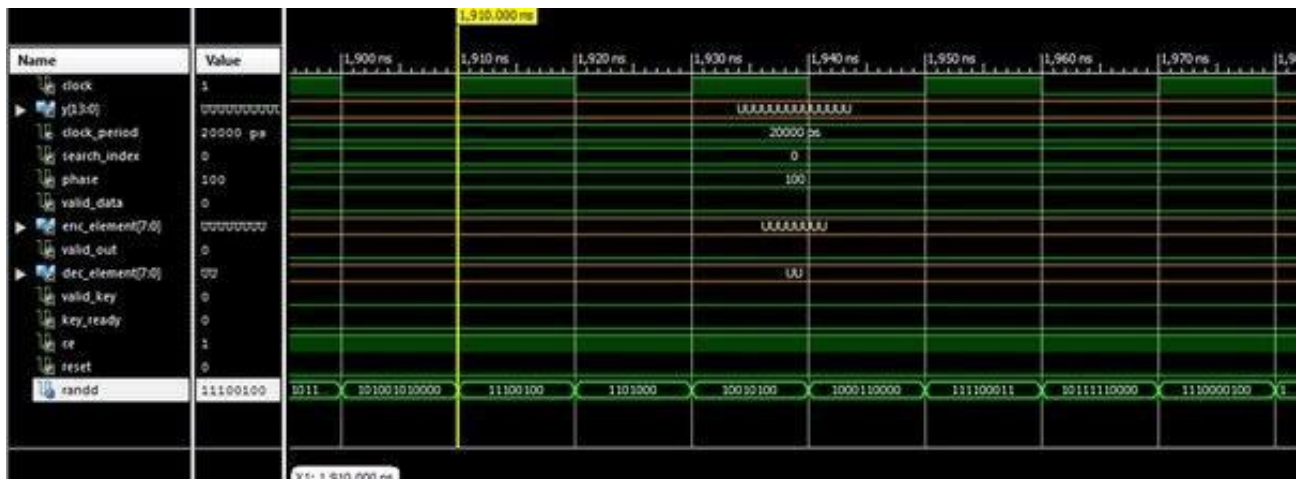 1,910.000 ns
Name Value 1,900 ns 1,910 ns 1,920 ns 1,930 ns 1,940 ns 1,950 ns 1,960 ns 1,970 ns 1,9
clock 1
y[13:0] UUUUUUUUUU UUUUUUUUUUUUUU
clock_period 20000 ps 20000 ps
search_index 0 0
phase 100 100
valid_data 0
enc_element[7:0] UUUUUUUU UUUUUUUU
valid_out 0
dec_element[7:0] UU UU
valid_key 0
key_ready 0
ce 1
reset 0
randd 11100100 1011 101001010000 11100100 1101000 10010100 1000110000 111100011 10111110000 1110000100 1
X1: 1,910.000 ns